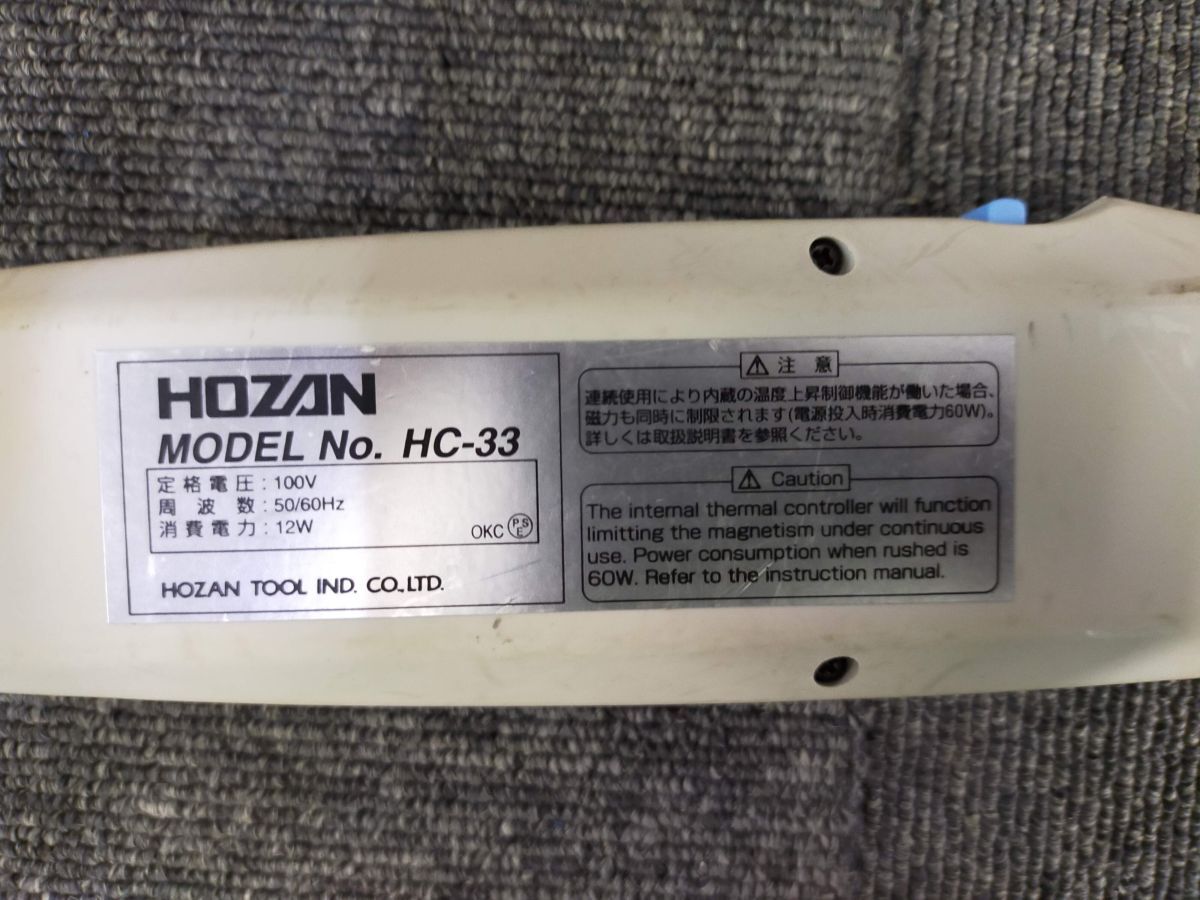 HOZAN
MODEL No. HC-33
定格電圧:100V
周波数:50/60Hz
消費電力:12W
OKC PSE
HOZAN TOOL IND. CO.,LTD.
⚠ 注意
連続使用により内蔵の温度上昇制御機能が働いた場合、
磁力も同時に制限されます(電源投入時消費電力60W)。
詳しくは取扱説明書を参照ください。
⚠ Caution
The internal thermal controller will function
limitting the magnetism under continuous
use. Power consumption when rushed is
60W. Refer to the instruction manual.